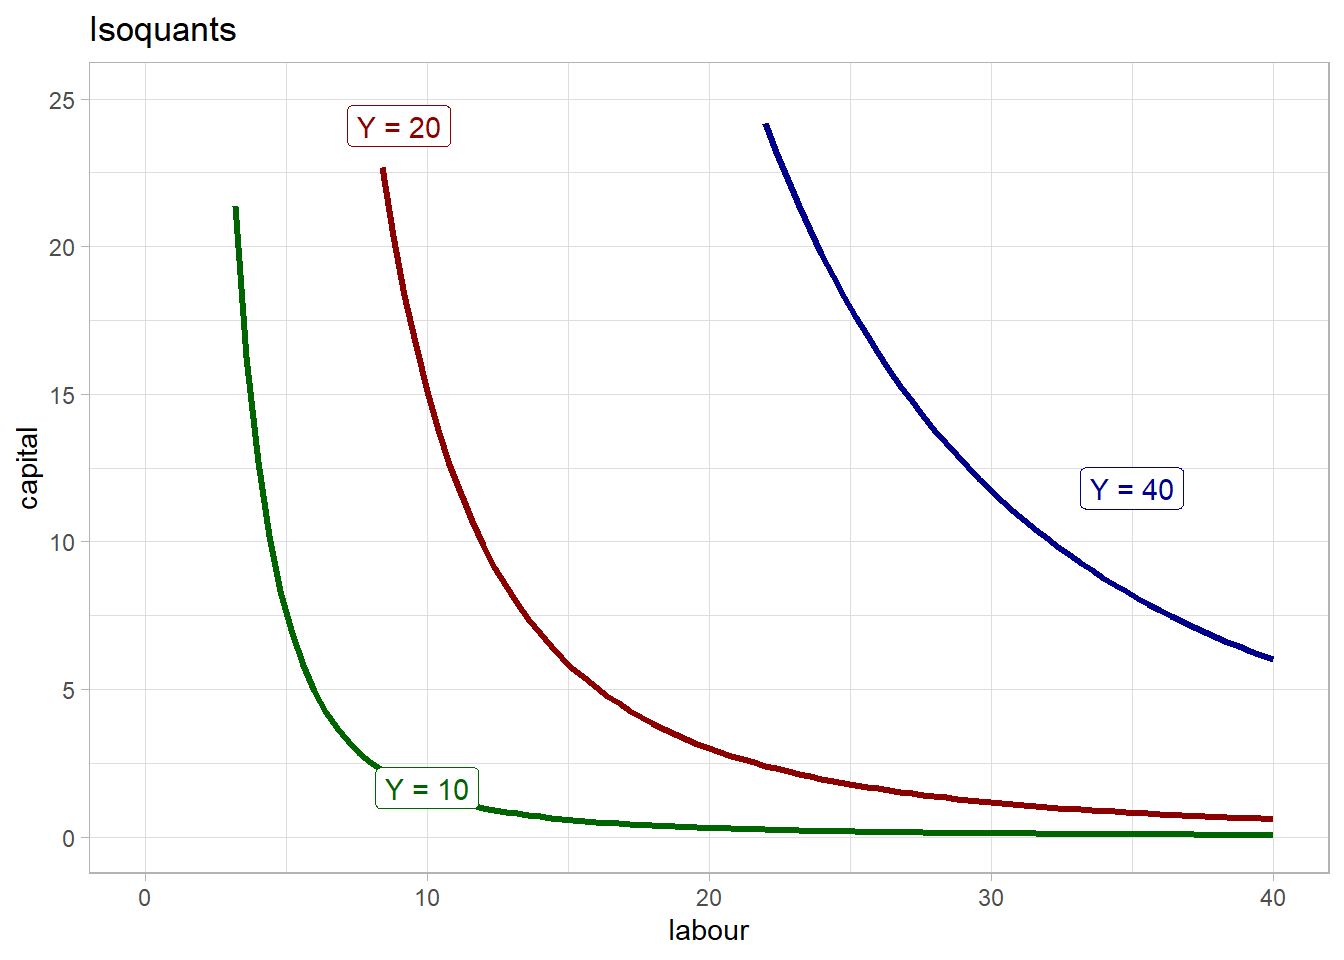 Isoquants
25
20
15
10
5
0
capital
Y = 20
Y = 40
Y = 10
0 10 20 30 40
labour